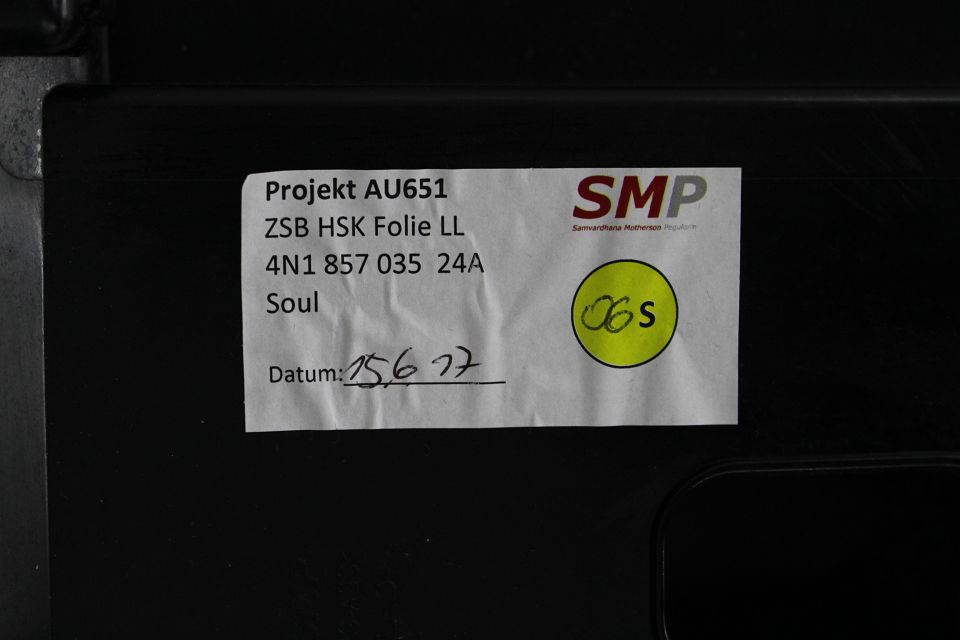 Projekt AU651
ZSB HSK Folie LL
4N1 857 035 24A
Soul
Datum: 15.6 17
SMP
Samvardhana Motherson Peguform
06 S